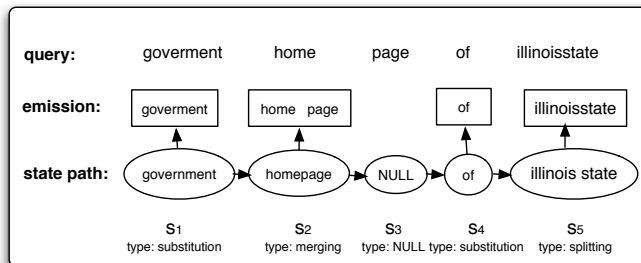 query: goverment home page of illinoisstate
emission: goverment home page of illinoisstate
state path: government homepage NULL of illinois state
S1 S2 S3 S4 S5
type: substitution type: merging type: NULL type: substitution type: splitting